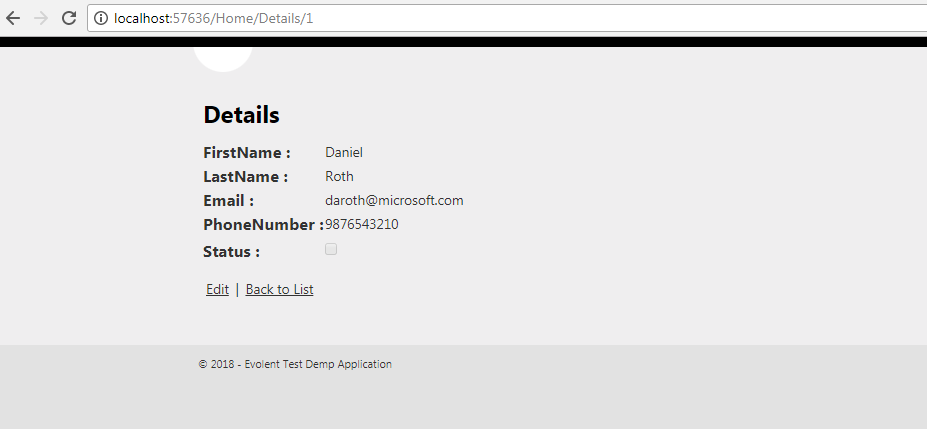 localhost:57636/Home/Details/1
Details
FirstName : Daniel
LastName : Roth
Email : daroth@microsoft.com
PhoneNumber :9876543210
Status :
Edit | Back to List
© 2018 - Evolent Test Demp Application